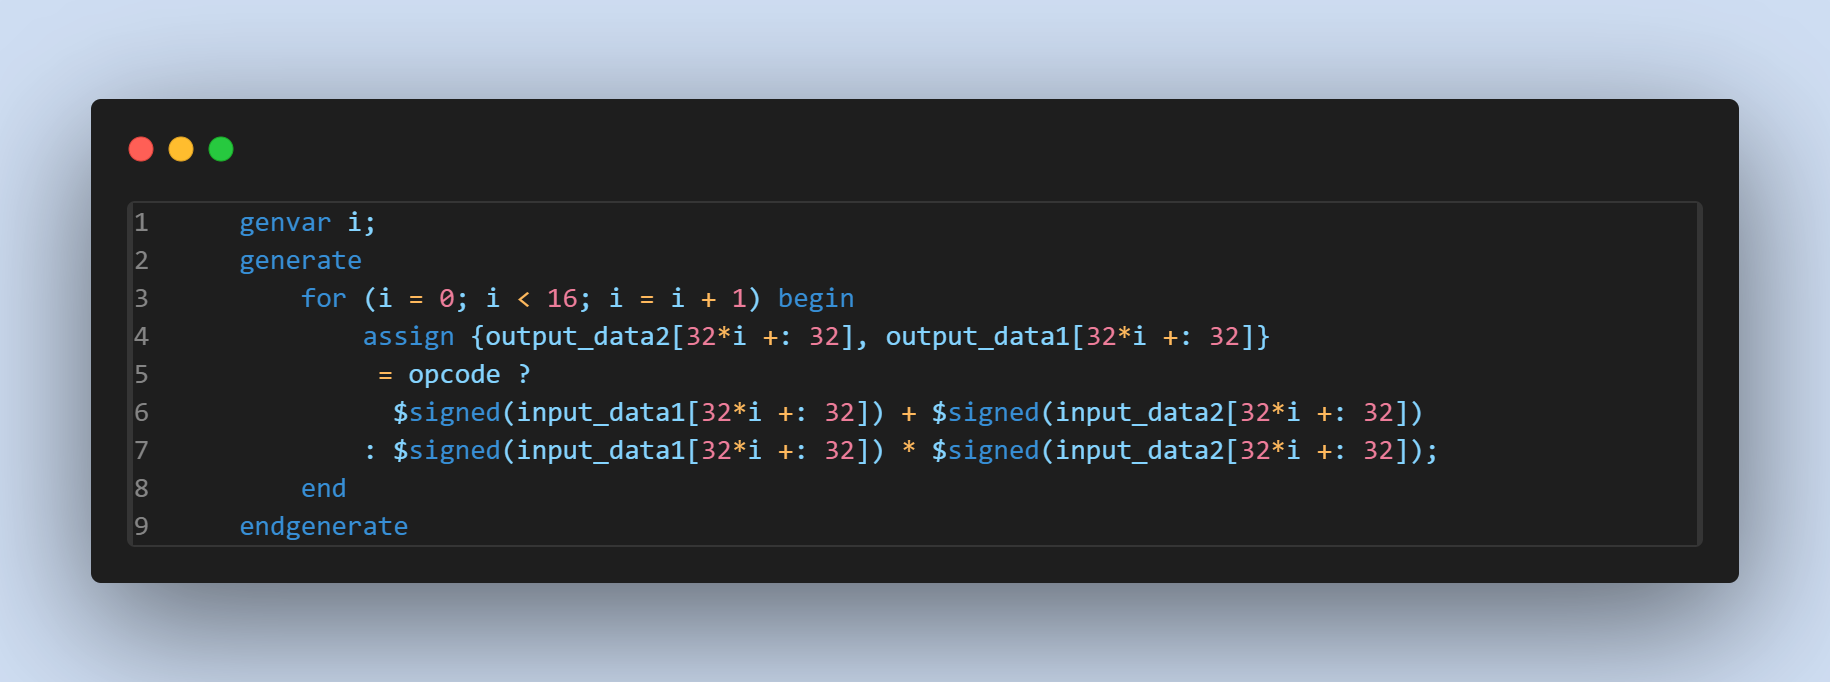 1 genvar i;
2 generate
3 for (i = 0; i < 16; i = i + 1) begin
4 assign {output_data2[32*i +: 32], output_data1[32*i +: 32]}
5 = opcode ?
6 $signed(input_data1[32*i +: 32]) + $signed(input_data2[32*i +: 32])
7 : $signed(input_data1[32*i +: 32]) * $signed(input_data2[32*i +: 32]);
8 end
9 endgenerate